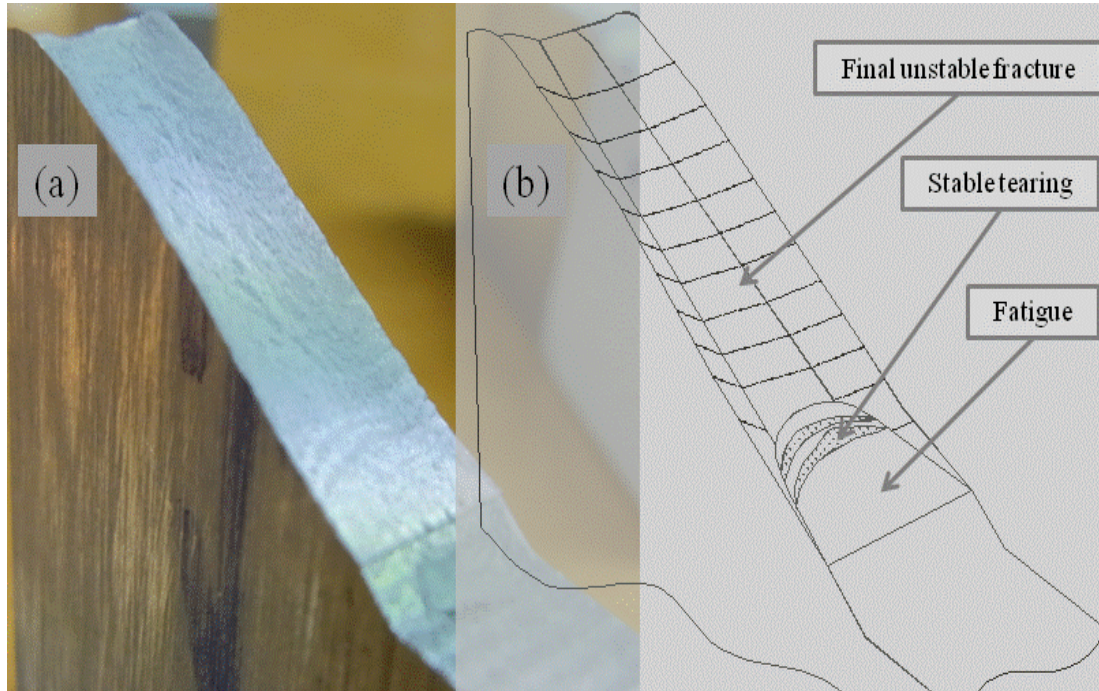 (a)
(b)
Final unstable fracture
Stable tearing
Fatigue